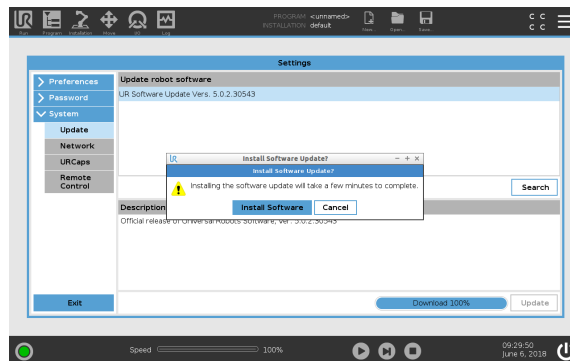 PROGRAM <unnamed>
INSTALLATION default
Run Program Installation Move I/O Log New... Open... Save...
C C
C C
Settings
Preferences
Password
System
Update
Network
URCaps
Remote
Control
Exit
Update robot software
UR Software Update Vers. 5.0.2.30543
Install Software Update?
Install Software Update?
Installing the software update will take a few minutes to complete.
Install Software Cancel
Search
Description
Official release of Universal Robots Software, ver. 5.0.2.30543
Download 100%
Update
Speed 100%
09:29:50
June 6, 2018